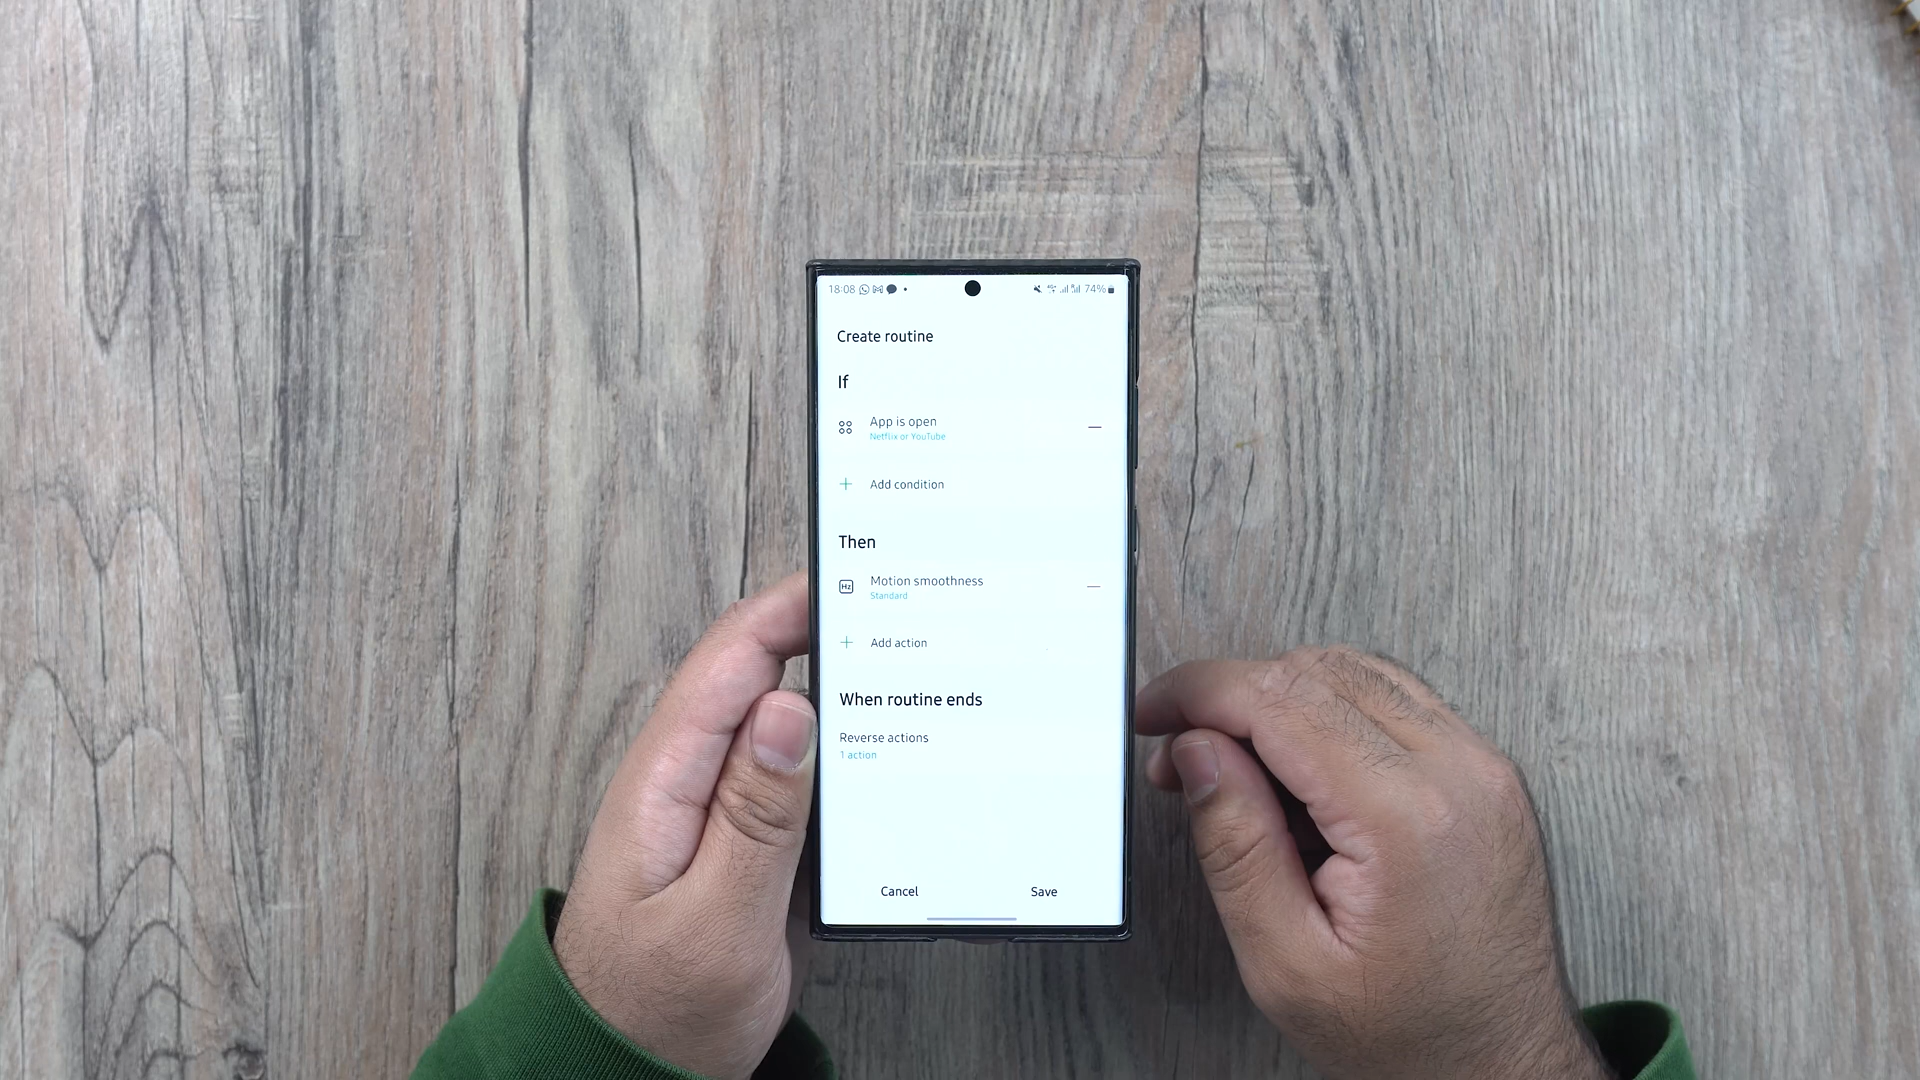 18:08
74%
Create routine
If
App is open
Netflix or YouTube
Add condition
Then
Hz
Motion smoothness
Standard
Add action
When routine ends
Reverse actions
1 action
Cancel
Save